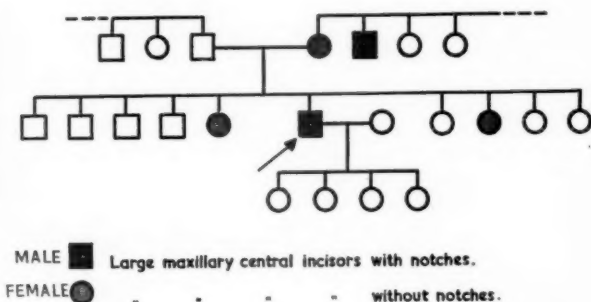 MALE Large maxillary central incisors with notches.
FEMALE " " " " without notches.